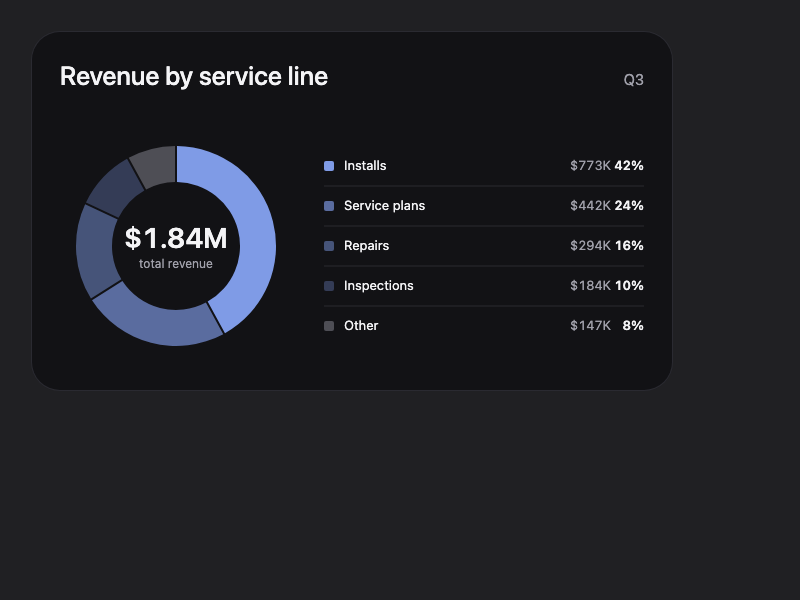 Revenue by service line
Q3
$1.84M
total revenue
Installs $773K 42%
Service plans $442K 24%
Repairs $294K 16%
Inspections $184K 10%
Other $147K 8%